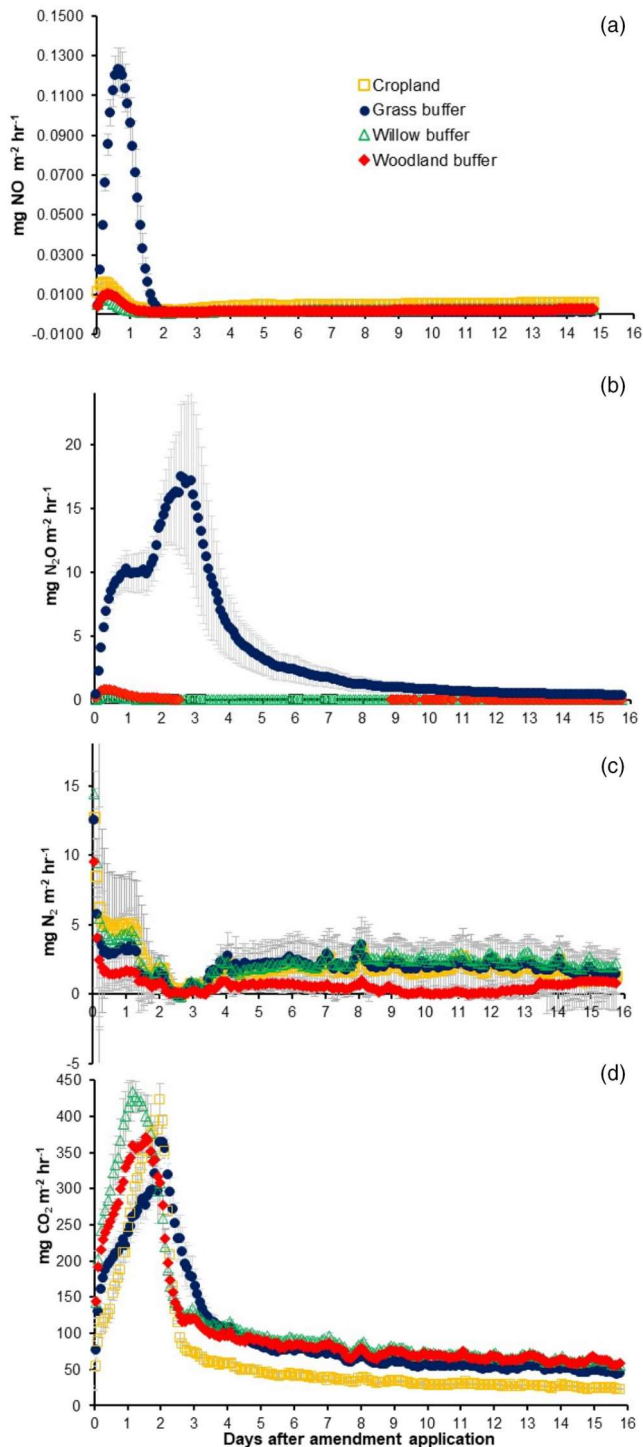 (a)
mg NO m⁻² hr⁻¹
0.1500
0.1300
0.1100
0.0900
0.0700
0.0500
0.0300
0.0100
-0.0100
Cropland
Grass buffer
Willow buffer
Woodland buffer
0 1 2 3 4 5 6 7 8 9 10 11 12 13 14 15 16
(b)
mg N₂O m⁻² hr⁻¹
20
15
10
5
0
0 1 2 3 4 5 6 7 8 9 10 11 12 13 14 15 16
(c)
mg N₂ m⁻² hr⁻¹
15
10
5
0
-5
0 1 2 3 4 5 6 7 8 9 10 11 12 13 14 15 16
(d)
mg CO₂ m⁻² hr⁻¹
450
400
350
300
250
200
150
100
50
0
0 1 2 3 4 5 6 7 8 9 10 11 12 13 14 15 16
Days after amendment application